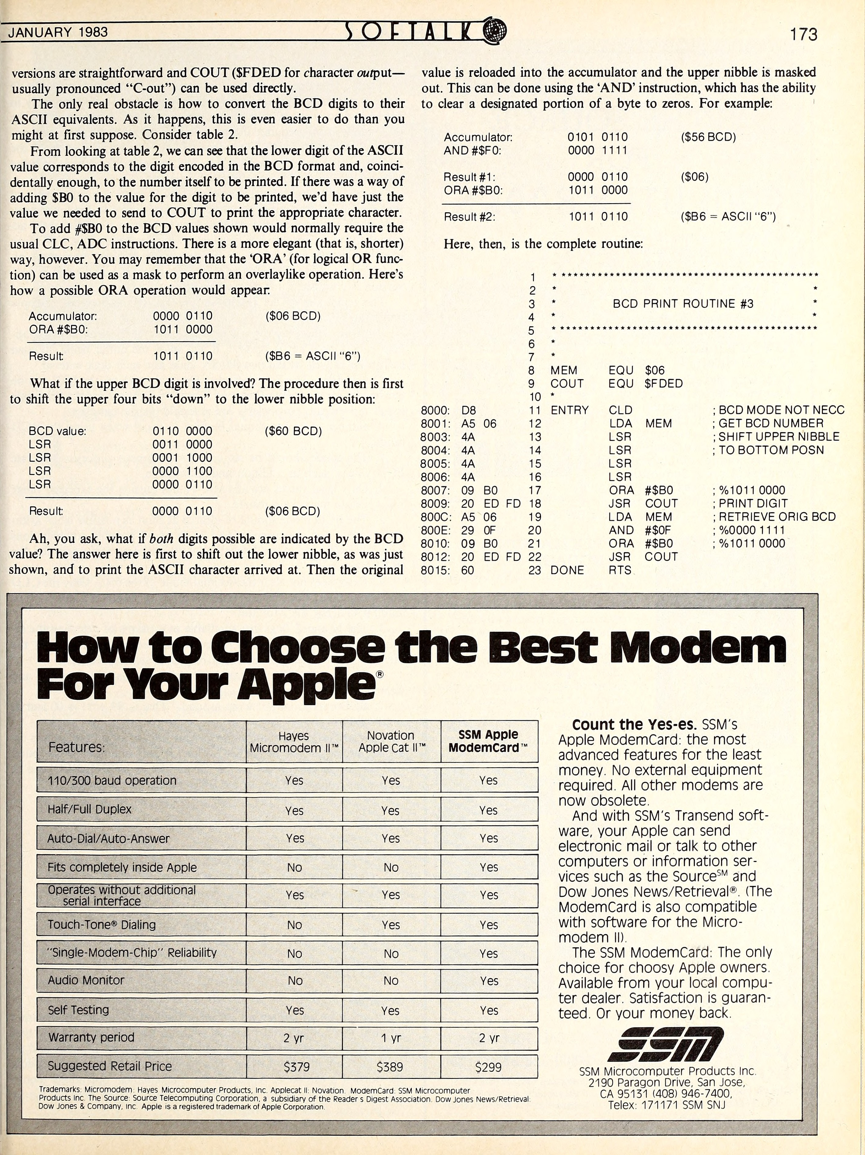 JANUARY 1983
SOFTALK
173
versions are straightforward and COUT ($FDED for character output—
usually pronounced “C-out”) can be used directly.
The only real obstacle is how to convert the BCD digits to their
ASCII equivalents. As it happens, this is even easier to do than you
might at first suppose. Consider table 2.
From looking at table 2, we can see that the lower digit of the ASCII
value corresponds to the digit encoded in the BCD format and, coinci-
dentally enough, to the number itself to be printed. If there was a way of
adding $B0 to the value for the digit to be printed, we'd have just the
value we needed to send to COUT to print the appropriate character.
To add #$B0 to the BCD values shown would normally require the
usual CLC, ADC instructions. There is a more elegant (that is, shorter)
way, however. You may remember that the ‘ORA’ (for logical OR func-
tion) can be used as a mask to perform an overlaylike operation. Here's
how a possible ORA operation would appear:
Accumulator: 0000 0110 ($06 BCD)
ORA #$B0: 1011 0000
Result: 1011 0110 ($B6 = ASCII “6”)
What if the upper BCD digit is involved? The procedure then is first
to shift the upper four bits “down” to the lower nibble position:
BCD value: 0110 0000 ($60 BCD)
LSR 0011 0000
LSR 0001 1000
LSR 0000 1100
LSR 0000 0110
Result: 0000 0110 ($06 BCD)
Ah, you ask, what if both digits possible are indicated by the BCD
value? The answer here is first to shift out the lower nibble, as was just
shown, and to print the ASCII character arrived at. Then the original
value is reloaded into the accumulator and the upper nibble is masked
out. This can be done using the ‘AND’ instruction, which has the ability
to clear a designated portion of a byte to zeros. For example:
Accumulator: 0101 0110 ($56 BCD)
AND #$F0: 0000 1111
Result #1: 0000 0110 ($06)
ORA #$B0: 1011 0000
Result #2: 1011 0110 ($B6 = ASCII “6”)
Here, then, is the complete routine:
1 * ******************************************
2 * *
3 * BCD PRINT ROUTINE #3 *
4 * *
5 * ******************************************
6 *
7 *
8 MEM EQU $06
9 COUT EQU $FDED
10 *
8000: D8 11 ENTRY CLD ; BCD MODE NOT NECC
8001: A5 06 12 LDA MEM ; GET BCD NUMBER
8003: 4A 13 LSR ; SHIFT UPPER NIBBLE
8004: 4A 14 LSR ; TO BOTTOM POSN
8005: 4A 15 LSR
8006: 4A 16 LSR
8007: 09 B0 17 ORA #$B0 ; %1011 0000
8009: 20 ED FD 18 JSR COUT ; PRINT DIGIT
800C: A5 06 19 LDA MEM ; RETRIEVE ORIG BCD
800E: 29 0F 20 AND #$0F ; %0000 1111
8010: 09 B0 21 ORA #$B0 ; %1011 0000
8012: 20 ED FD 22 JSR COUT
8015: 60 23 DONE RTS
How to Choose the Best Modem
For Your Apple®
Features: Hayes Micromodem II™ Novation Apple Cat II™ SSM Apple ModemCard™
110/300 baud operation Yes Yes Yes
Half/Full Duplex Yes Yes Yes
Auto-Dial/Auto-Answer Yes Yes Yes
Fits completely inside Apple No No Yes
Operates without additional serial interface Yes Yes Yes
Touch-Tone® Dialing No Yes Yes
“Single-Modem-Chip” Reliability No No Yes
Audio Monitor No No Yes
Self Testing Yes Yes Yes
Warranty period 2 yr 1 yr 2 yr
Suggested Retail Price $379 $389 $299
Trademarks: Micromodem: Hayes Microcomputer Products, Inc. Applecat II: Novation. ModemCard: SSM Microcomputer
Products Inc. The Source: Source Telecomputing Corporation, a subsidiary of the Reader's Digest Association. Dow Jones News/Retrieval:
Dow Jones & Company, Inc. Apple is a registered trademark of Apple Corporation.
Count the Yes-es. SSM's
Apple ModemCard: the most
advanced features for the least
money. No external equipment
required. All other modems are
now obsolete.
And with SSM's Transend soft-
ware, your Apple can send
electronic mail or talk to other
computers or information ser-
vices such as the Source℠ and
Dow Jones News/Retrieval®. (The
ModemCard is also compatible
with software for the Micro-
modem II).
The SSM ModemCard: The only
choice for choosy Apple owners.
Available from your local compu-
ter dealer. Satisfaction is guaran-
teed. Or your money back.
SSM
SSM Microcomputer Products Inc.
2190 Paragon Drive, San Jose,
CA 95131 (408) 946-7400,
Telex: 171171 SSM SNJ